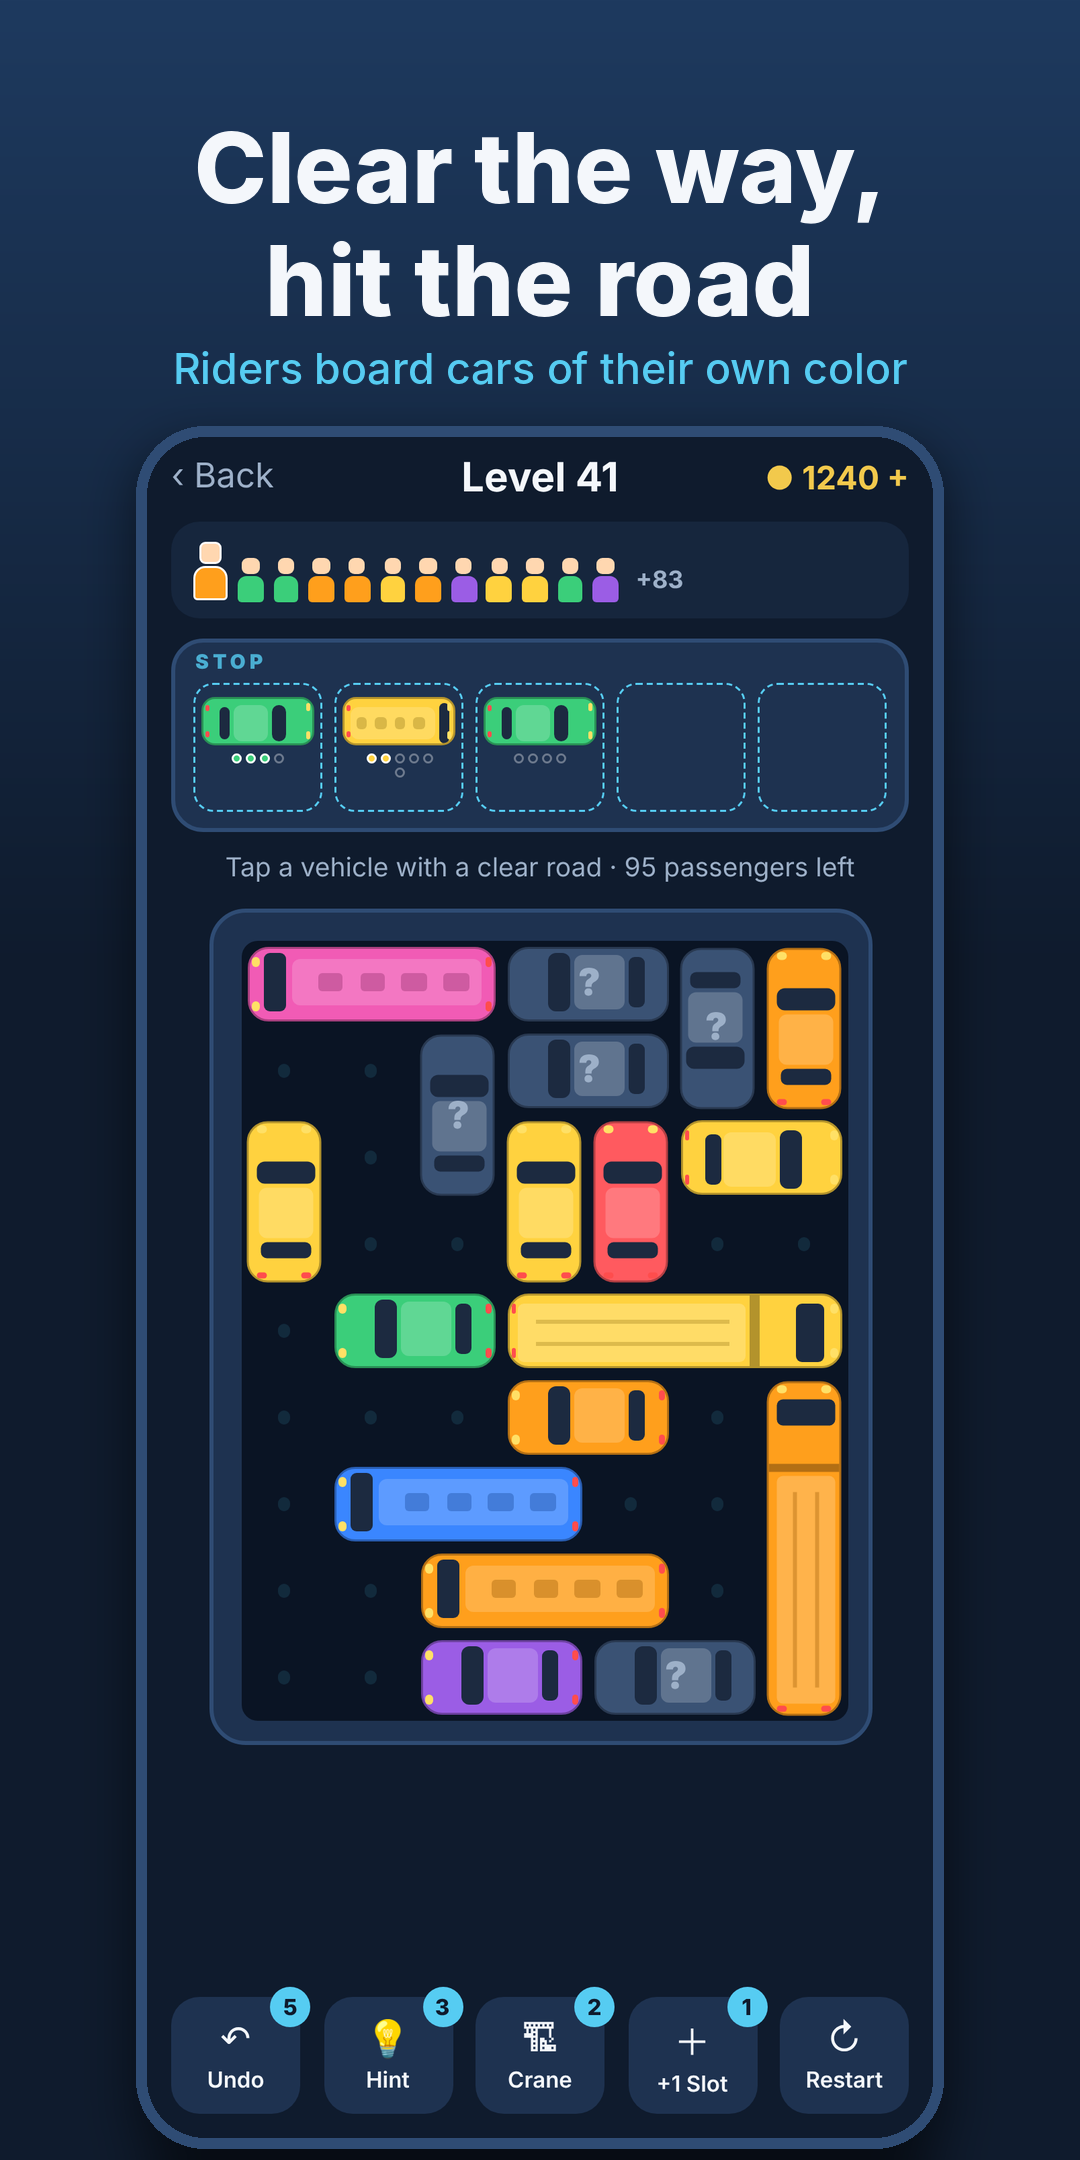 Clear the way,
hit the road
Riders board cars of their own color
‹ Back
Level 41
1240 +
+83
STOP
Tap a vehicle with a clear road · 95 passengers left
?
?
?
?
?
5
3
2
1
Undo
Hint
Crane
+1 Slot
Restart